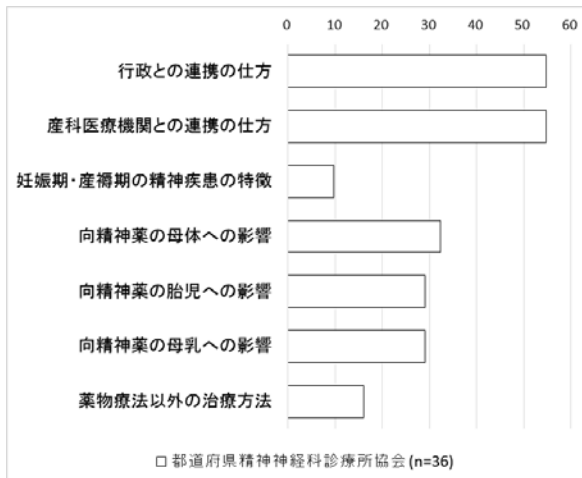 0 10 20 30 40 50 60
行政との連携の仕方
産科医療機関との連携の仕方
妊娠期・産褥期の精神疾患の特徴
向精神薬の母体への影響
向精神薬の胎児への影響
向精神薬の母乳への影響
薬物療法以外の治療方法
都道府県精神神経科診療所協会(n=36)